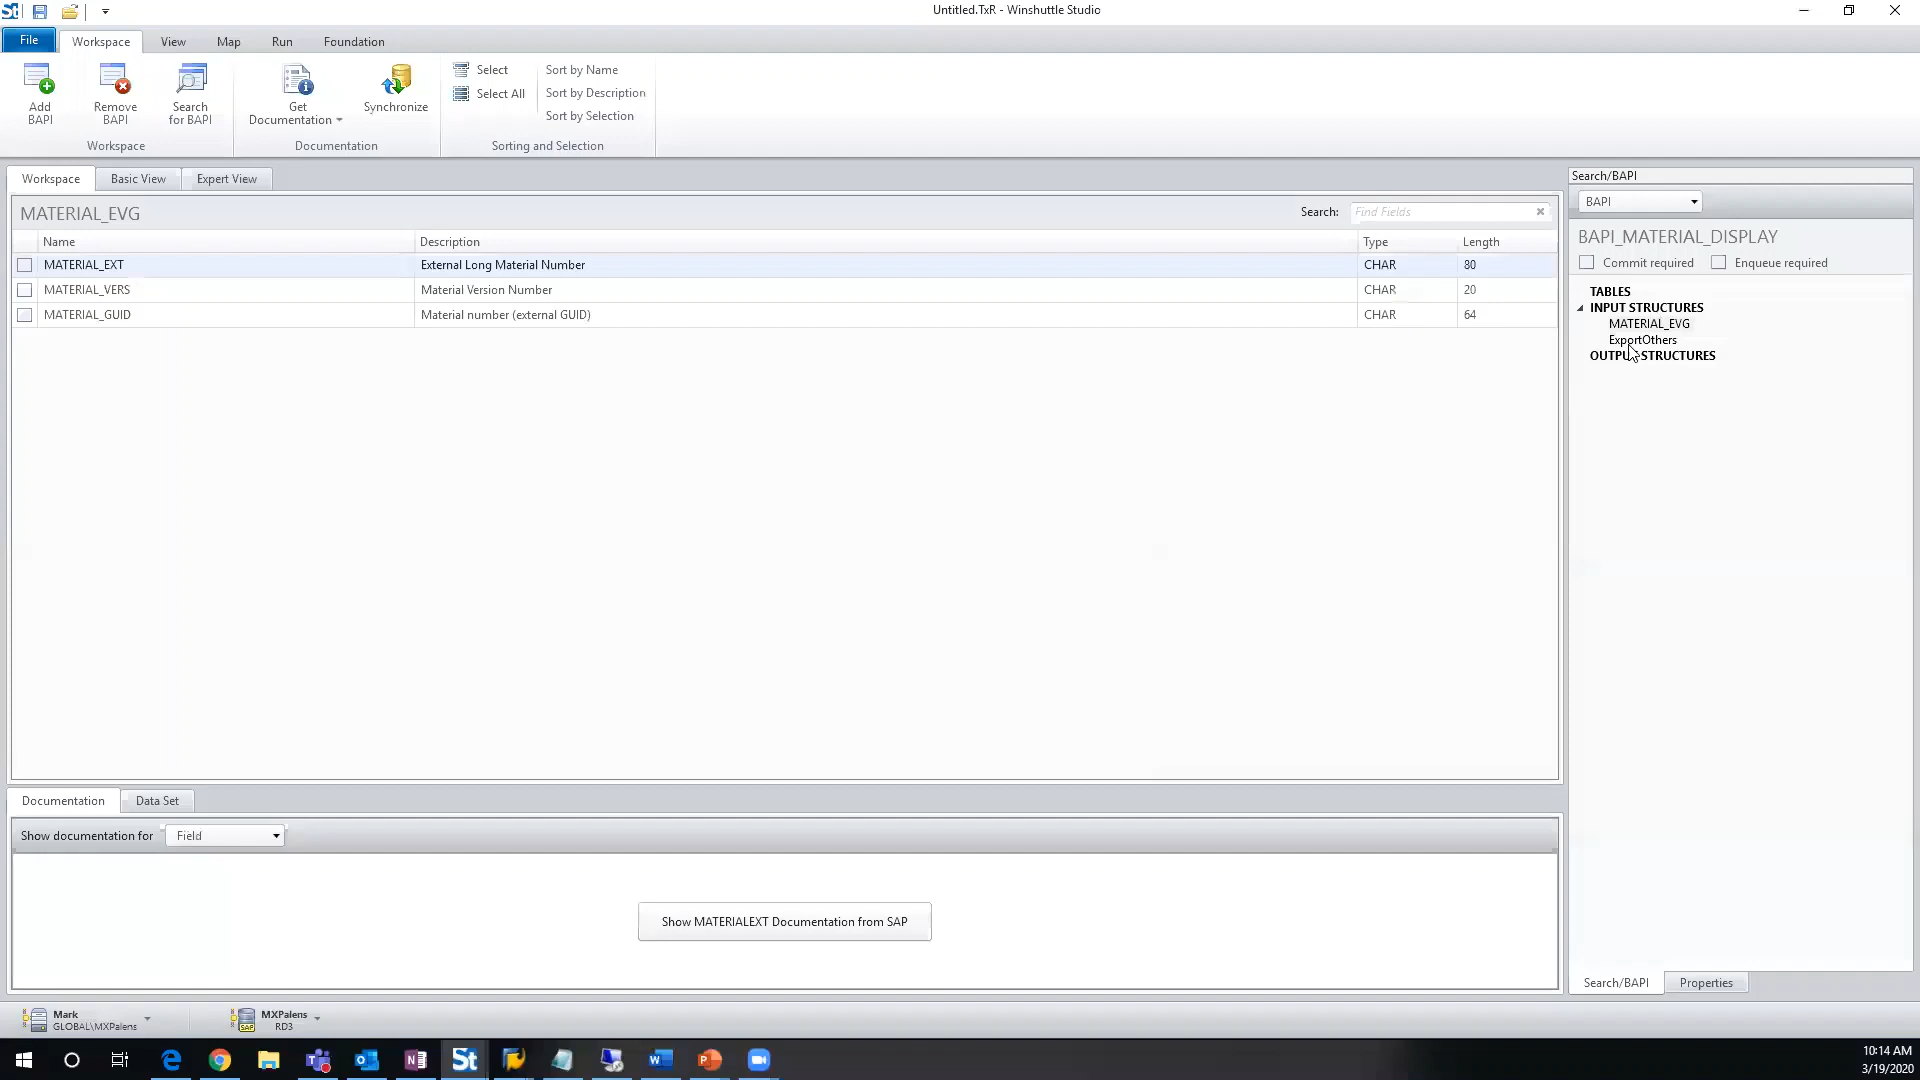 St
Untitled.TxR - Winshuttle Studio
File
Workspace
View
Map
Run
Foundation
Add
BAPI
Remove
BAPI
Search
for BAPI
Get
Documentation
Synchronize
Select
Select All
Sort by Name
Sort by Description
Sort by Selection
Workspace
Documentation
Sorting and Selection
Workspace
Basic View
Expert View
MATERIAL_EVG
Search:
Find Fields
Name
Description
Type
Length
MATERIAL_EXT
External Long Material Number
CHAR
80
MATERIAL_VERS
Material Version Number
CHAR
20
MATERIAL_GUID
Material number (external GUID)
CHAR
64
Search/BAPI
BAPI
BAPI_MATERIAL_DISPLAY
Commit required
Enqueue required
TABLES
INPUT STRUCTURES
MATERIAL_EVG
ExportOthers
OUTPUT STRUCTURES
Documentation
Data Set
Show documentation for
Field
Show MATERIALEXT Documentation from SAP
Search/BAPI
Properties
Mark
GLOBAL\MXPalens
SAP
MXPalens
RD3
St
10:14 AM
3/19/2020